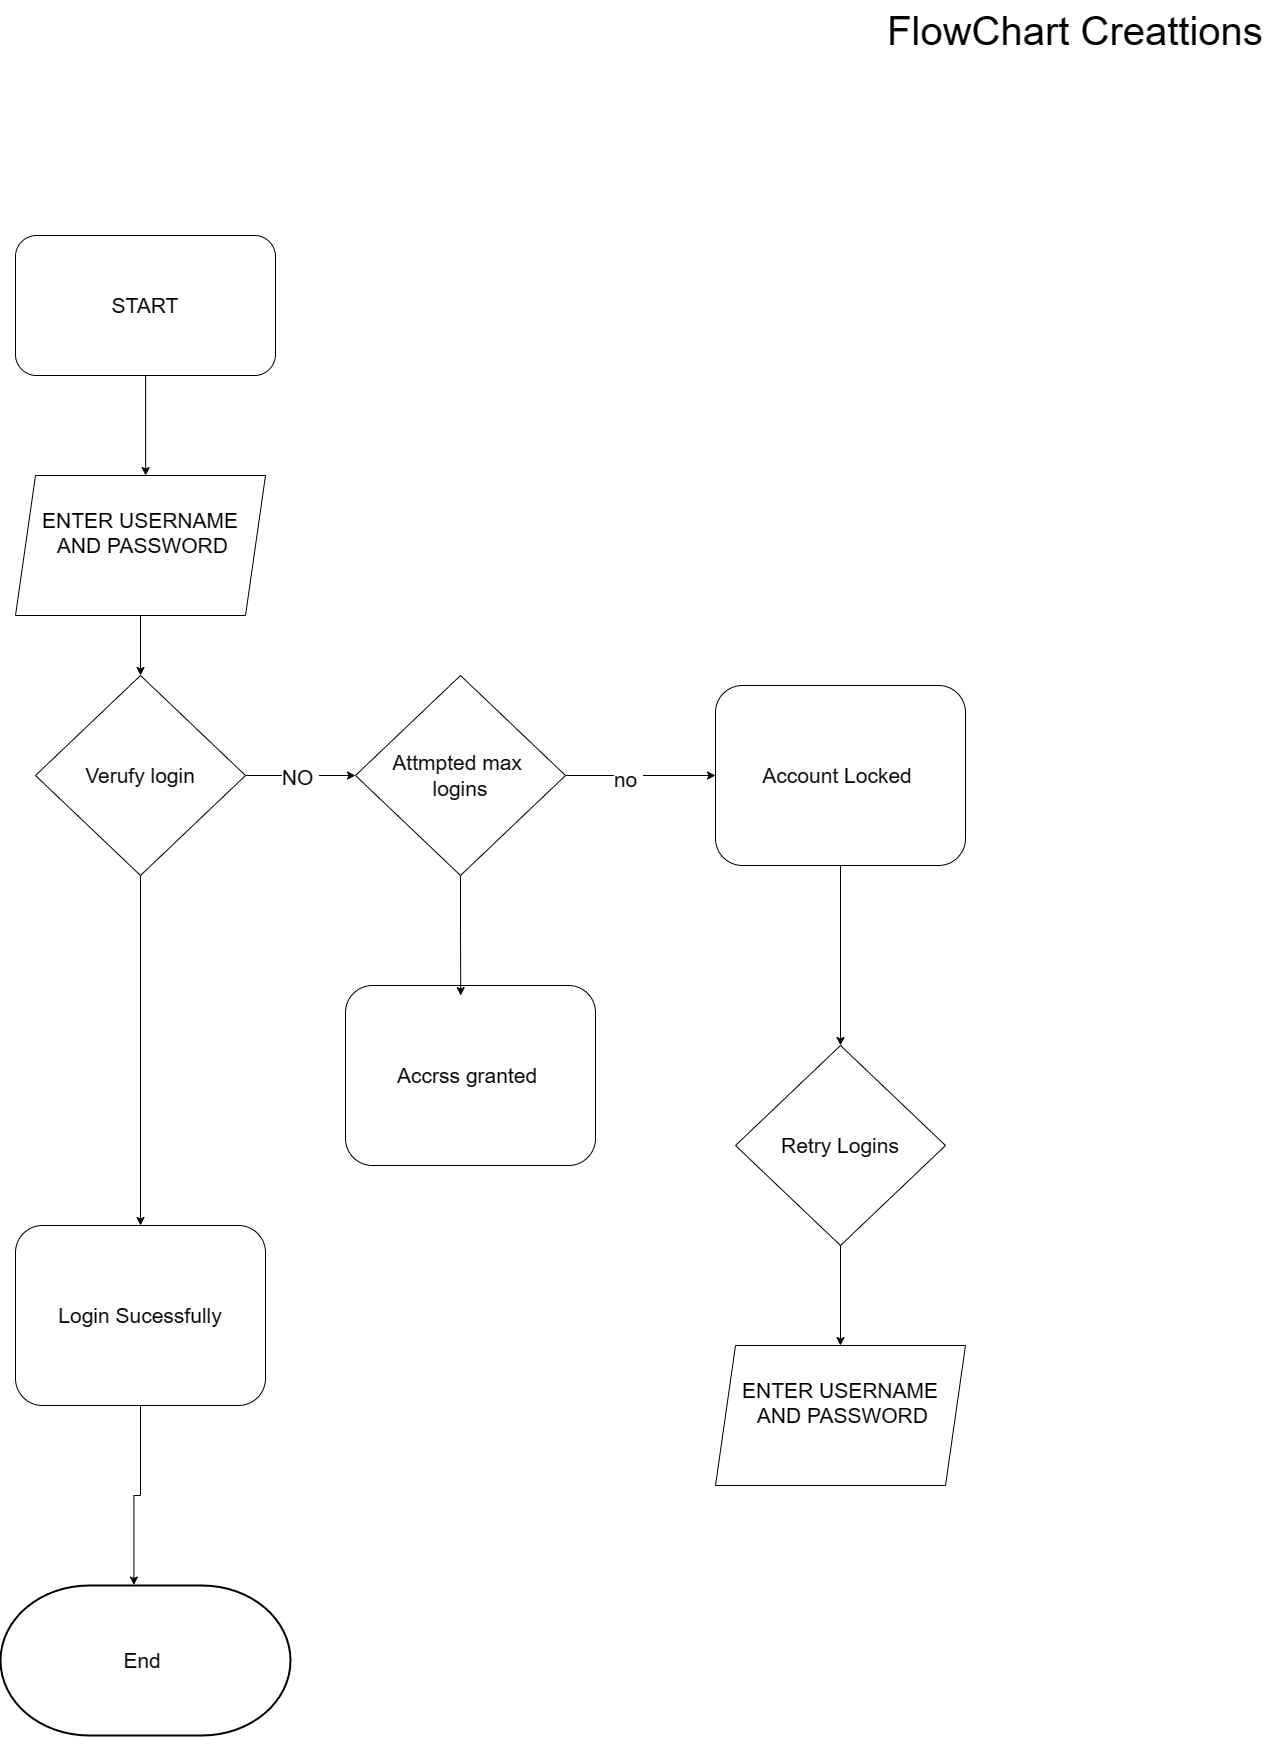 FlowChart Creattions
START
ENTER USERNAME
AND PASSWORD
Verufy login
NO
Attmpted max
logins
no
Account Locked
Accrss granted
Retry Logins
Login Sucessfully
ENTER USERNAME
AND PASSWORD
End